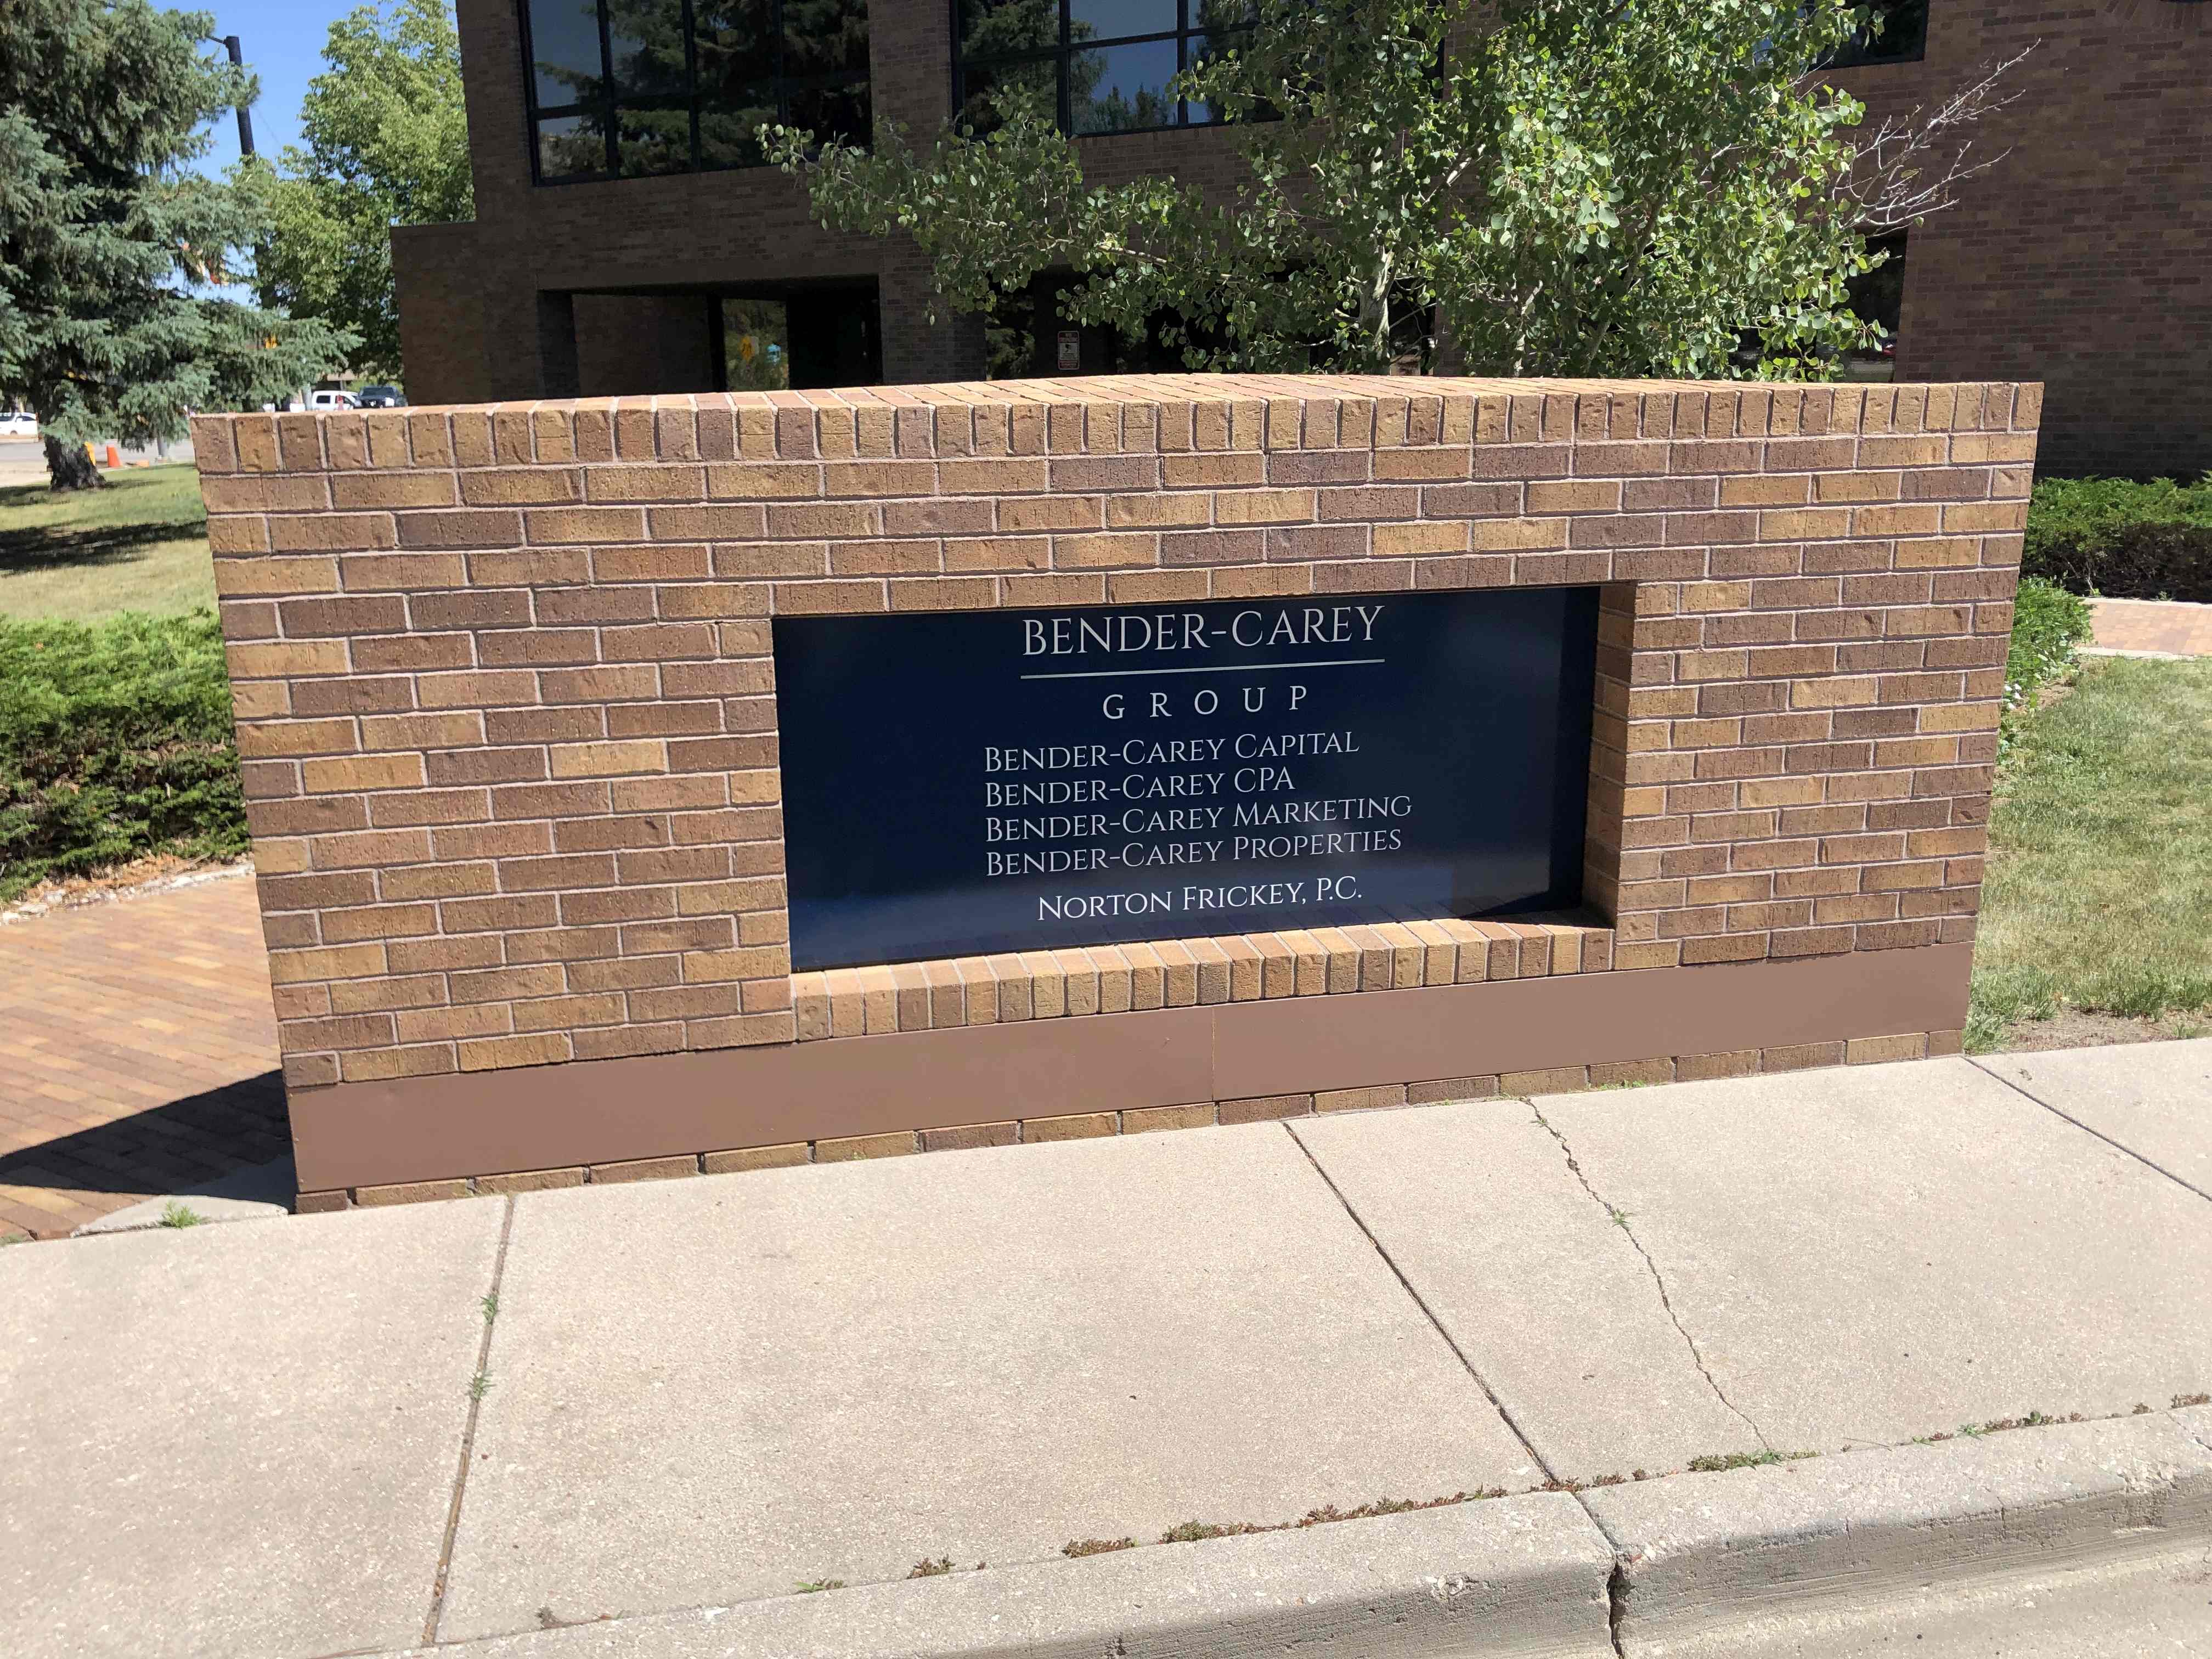 BENDER-CAREY
GROUP
BENDER-CAREY CAPITAL
BENDER-CAREY CPA
BENDER-CAREY MARKETING
BENDER-CAREY PROPERTIES
NORTON FRICKEY, P.C.